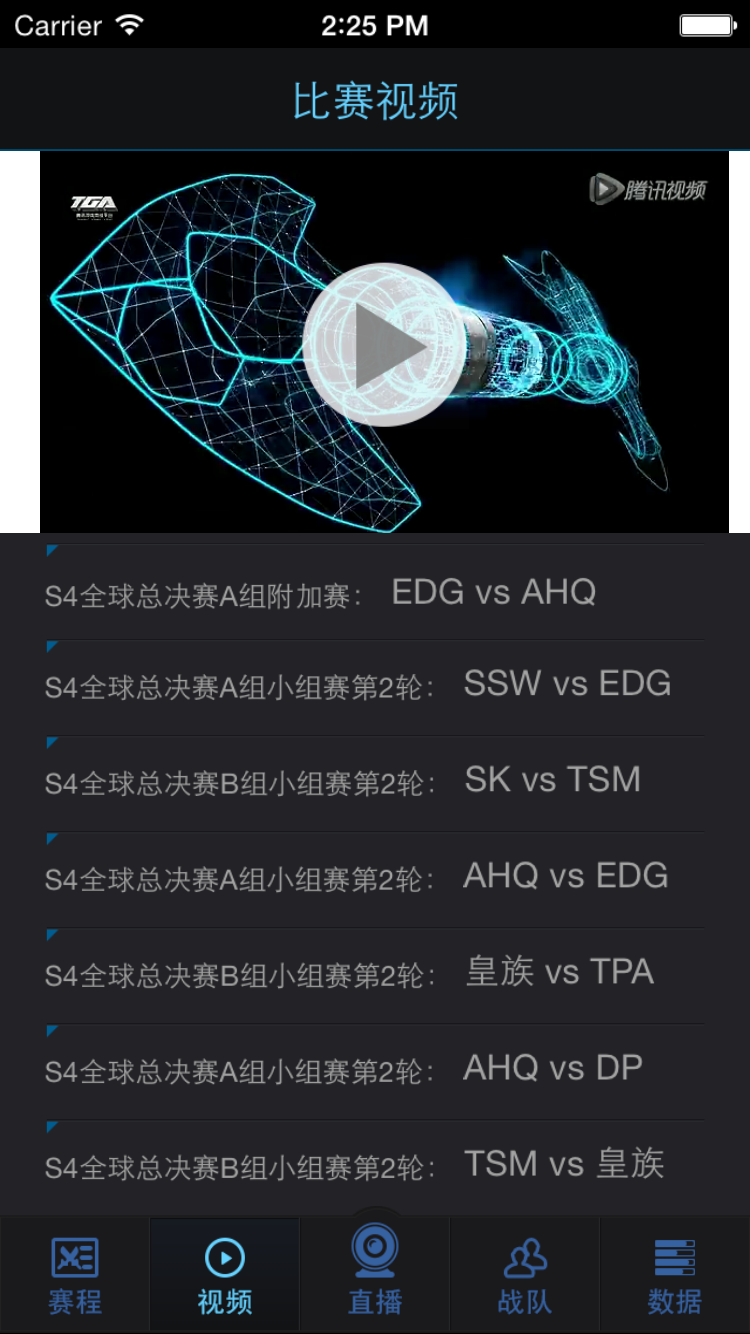 Carrier 2:25 PM
比赛视频
TGA
腾讯视频
S4全球总决赛A组附加赛： EDG vs AHQ
S4全球总决赛A组小组赛第2轮： SSW vs EDG
S4全球总决赛B组小组赛第2轮： SK vs TSM
S4全球总决赛A组小组赛第2轮： AHQ vs EDG
S4全球总决赛B组小组赛第2轮： 皇族 vs TPA
S4全球总决赛A组小组赛第2轮： AHQ vs DP
S4全球总决赛B组小组赛第2轮： TSM vs 皇族
赛程 视频 直播 战队 数据